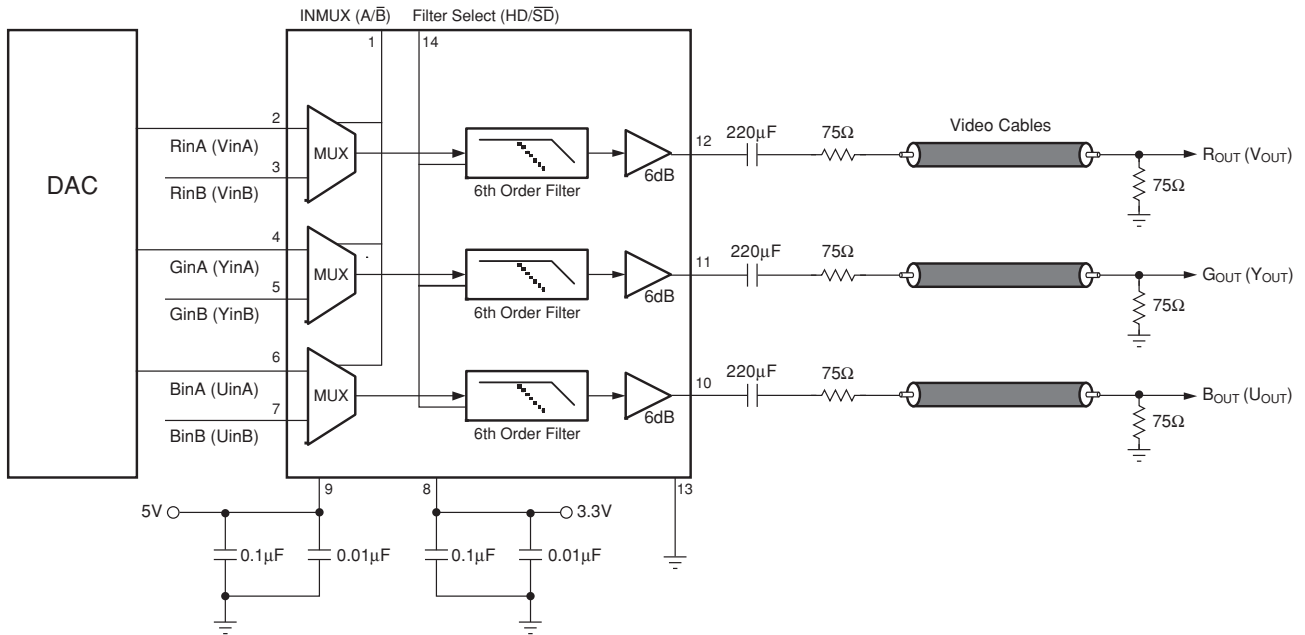 INMUX (A/B̅) Filter Select (HD/S̅D̅)
1 14
DAC
2
RinA (VinA)
3
RinB (VinB)
MUX
6th Order Filter
6dB
12
220µF
75Ω
Video Cables
ROUT (VOUT)
75Ω
4
GinA (YinA)
5
GinB (YinB)
MUX
6th Order Filter
6dB
11
220µF
75Ω
GOUT (YOUT)
75Ω
6
BinA (UinA)
7
BinB (UinB)
MUX
6th Order Filter
6dB
10
220µF
75Ω
BOUT (UOUT)
75Ω
9 8 13
5V 3.3V
0.1µF 0.01µF 0.1µF 0.01µF